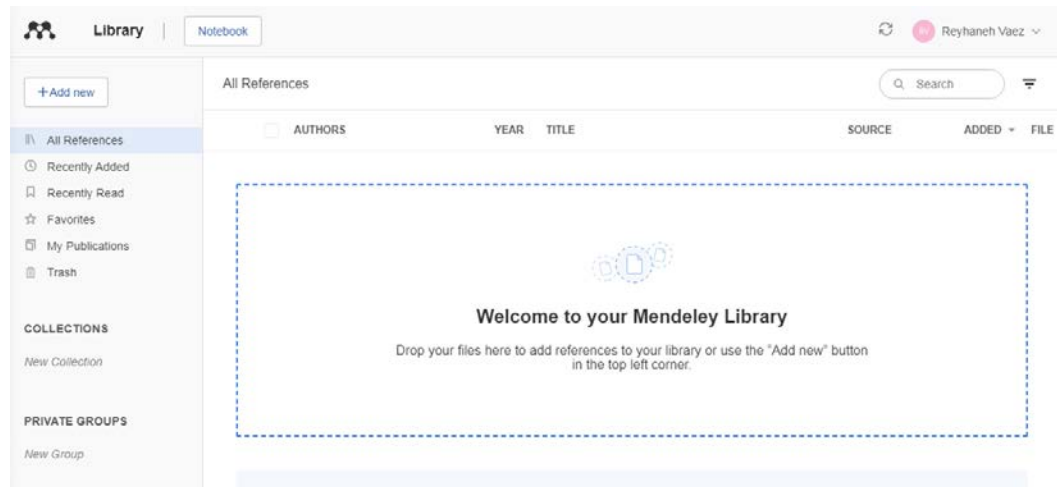 Library
Notebook
Reyhaneh Vaez
+Add new
All References
Search
AUTHORS YEAR TITLE SOURCE ADDED FILE
All References
Recently Added
Recently Read
Favorites
My Publications
Trash
COLLECTIONS
New Collection
PRIVATE GROUPS
New Group
Welcome to your Mendeley Library
Drop your files here to add references to your library or use the "Add new" button
in the top left corner.